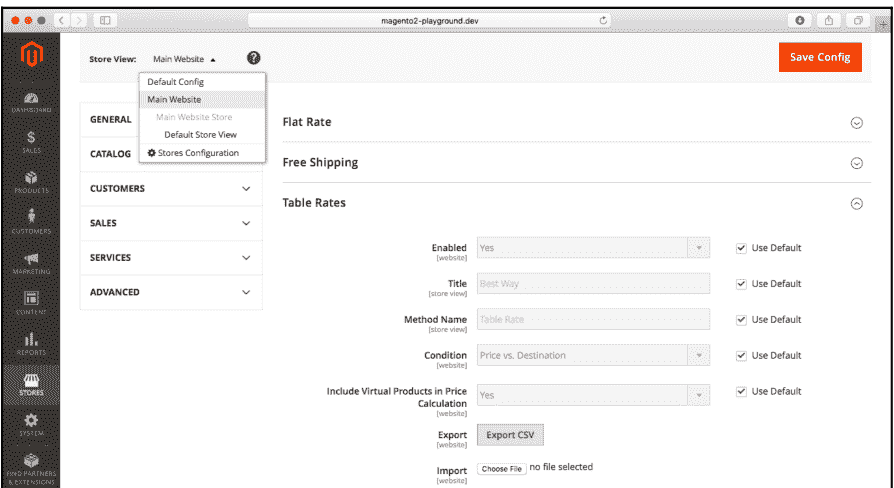 magento2-playground.dev
Store View: Main Website
Save Config
Default Config
Main Website
Main Website Store
Default Store View
Stores Configuration
DASHBOARD
SALES
PRODUCTS
CUSTOMERS
MARKETING
CONTENT
REPORTS
STORES
SYSTEM
FIND PARTNERS
& EXTENSIONS
GENERAL
CATALOG
CUSTOMERS
SALES
SERVICES
ADVANCED
Flat Rate
Free Shipping
Table Rates
Enabled Yes Use Default
[website]
Title Best Way Use Default
[store view]
Method Name Table Rate Use Default
[store view]
Condition Price vs. Destination Use Default
[website]
Include Virtual Products in Price Yes Use Default
Calculation
[website]
Export Export CSV
[website]
Import Choose File no file selected
[website]